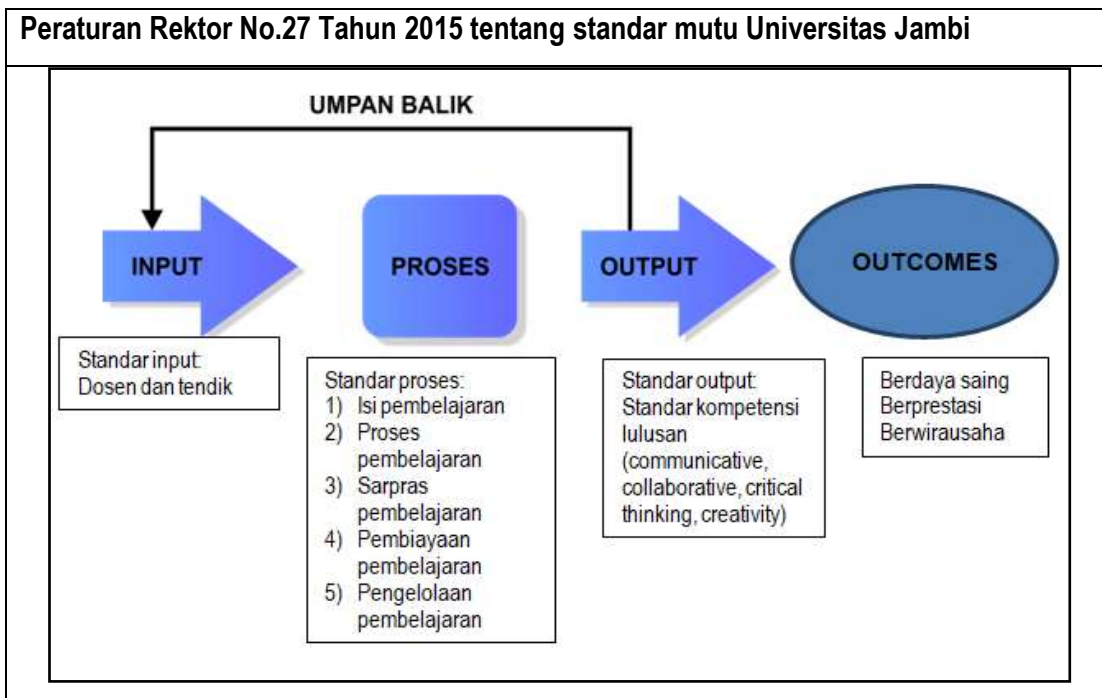 Peraturan Rektor No.27 Tahun 2015 tentang standar mutu Universitas Jambi
UMPAN BALIK
INPUT
PROSES
OUTPUT
OUTCOMES
Standar input:
Dosen dan tendik
Standar proses:
1) Isi pembelajaran
2) Proses
pembelajaran
3) Sarpras
pembelajaran
4) Pembiayaan
pembelajaran
5) Pengelolaan
pembelajaran
Standar output:
Standar kompetensi
lulusan
(communicative,
collaborative, critical
thinking, creativity)
Berdaya saing
Berprestasi
Berwirausaha